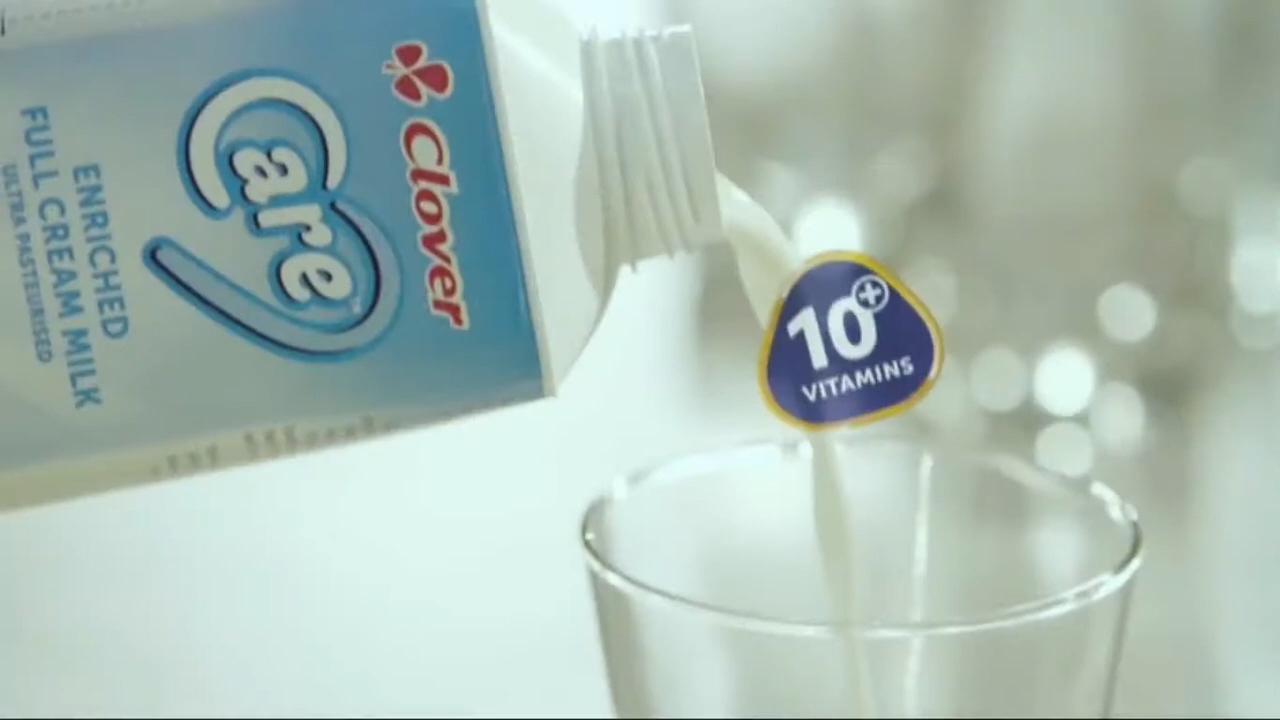 Clover
Care
ENRICHED
FULL CREAM MILK
ULTRA PASTEURISED
10+
VITAMINS